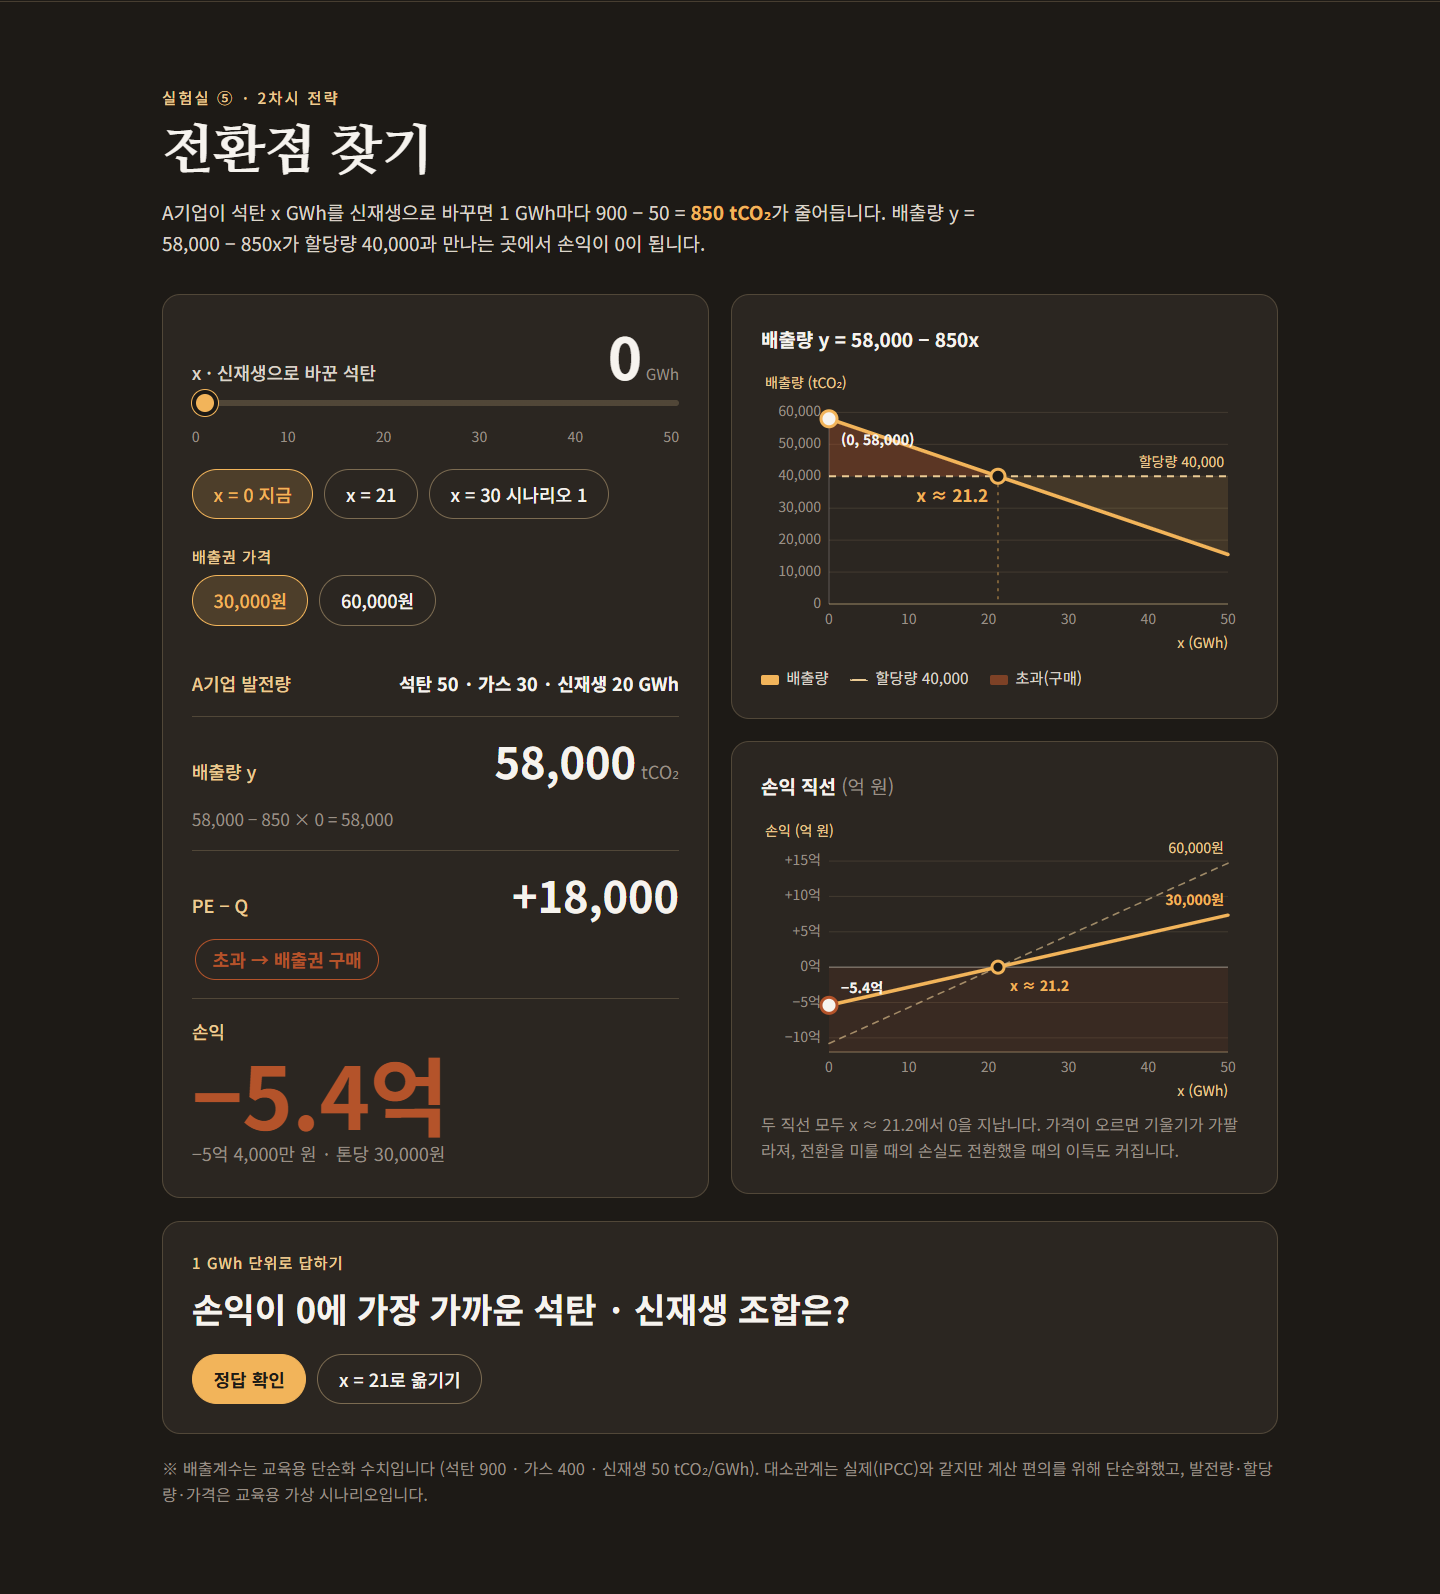 실험실 ⑤ · 2차시 전략
전환점 찾기
A기업이 석탄 x GWh를 신재생으로 바꾸면 1 GWh마다 900 − 50 = 850 tCO₂가 줄어듭니다. 배출량 y =
58,000 − 850x가 할당량 40,000과 만나는 곳에서 손익이 0이 됩니다.
x · 신재생으로 바꾼 석탄
0 GWh
0 10 20 30 40 50
x = 0 지금
x = 21
x = 30 시나리오 1
배출권 가격
30,000원
60,000원
A기업 발전량
석탄 50 · 가스 30 · 신재생 20 GWh
배출량 y
58,000 tCO₂
58,000 − 850 × 0 = 58,000
PE − Q
+18,000
초과 → 배출권 구매
손익
−5.4억
−5억 4,000만 원 · 톤당 30,000원
배출량 y = 58,000 − 850x
배출량 (tCO₂)
60,000
50,000
40,000
30,000
20,000
10,000
0
(0, 58,000)
할당량 40,000
x ≈ 21.2
0 10 20 30 40 50
x (GWh)
배출량
할당량 40,000
초과(구매)
손익 직선 (억 원)
손익 (억 원)
+15억
+10억
+5억
0억
−5억
−10억
60,000원
30,000원
−5.4억
x ≈ 21.2
0 10 20 30 40 50
x (GWh)
두 직선 모두 x ≈ 21.2에서 0을 지납니다. 가격이 오르면 기울기가 가팔
라져, 전환을 미룰 때의 손실도 전환했을 때의 이득도 커집니다.
1 GWh 단위로 답하기
손익이 0에 가장 가까운 석탄 · 신재생 조합은?
정답 확인
x = 21로 옮기기
※ 배출계수는 교육용 단순화 수치입니다 (석탄 900 · 가스 400 · 신재생 50 tCO₂/GWh). 대소관계는 실제(IPCC)와 같지만 계산 편의를 위해 단순화했고, 발전량·할당
량·가격은 교육용 가상 시나리오입니다.